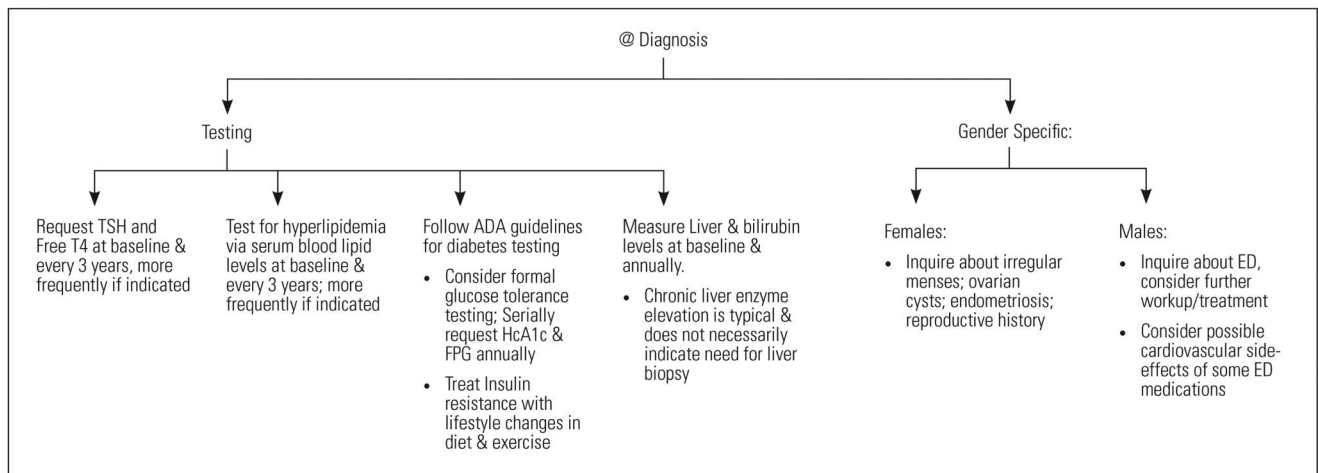 @ Diagnosis
Testing
Gender Specific:
Request TSH and
Free T4 at baseline &
every 3 years, more
frequently if indicated
Test for hyperlipidemia
via serum blood lipid
levels at baseline &
every 3 years; more
frequently if indicated
Follow ADA guidelines
for diabetes testing
• Consider formal
glucose tolerance
testing; Serially
request HcA1c &
FPG annually
• Treat Insulin
resistance with
lifestyle changes in
diet & exercise
Measure Liver & bilirubin
levels at baseline &
annually.
• Chronic liver enzyme
elevation is typical &
does not necessarily
indicate need for liver
biopsy
Females:
• Inquire about irregular
menses; ovarian
cysts; endometriosis;
reproductive history
Males:
• Inquire about ED,
consider further
workup/treatment
• Consider possible
cardiovascular side-
effects of some ED
medications